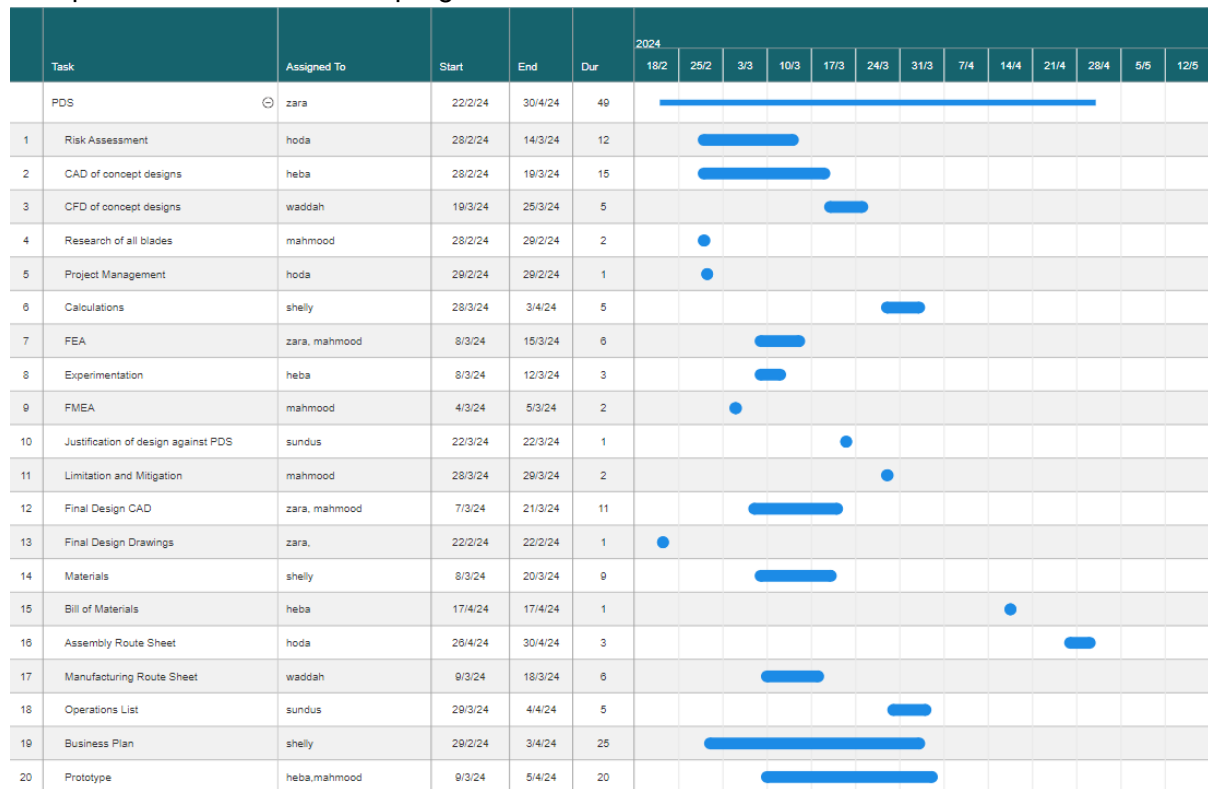 2024
Task Assigned To Start End Dur 18/2 25/2 3/3 10/3 17/3 24/3 31/3 7/4 14/4 21/4 28/4 5/5 12/5
PDS zara 22/2/24 30/4/24 49
1 Risk Assessment hoda 28/2/24 14/3/24 12
2 CAD of concept designs heba 28/2/24 19/3/24 15
3 CFD of concept designs waddah 19/3/24 25/3/24 5
4 Research of all blades mahmood 28/2/24 29/2/24 2
5 Project Management hoda 29/2/24 29/2/24 1
6 Calculations shelly 28/3/24 3/4/24 5
7 FEA zara, mahmood 8/3/24 15/3/24 6
8 Experimentation heba 8/3/24 12/3/24 3
9 FMEA mahmood 4/3/24 5/3/24 2
10 Justification of design against PDS sundus 22/3/24 22/3/24 1
11 Limitation and Mitigation mahmood 28/3/24 29/3/24 2
12 Final Design CAD zara, mahmood 7/3/24 21/3/24 11
13 Final Design Drawings zara, 22/2/24 22/2/24 1
14 Materials shelly 8/3/24 20/3/24 9
15 Bill of Materials heba 17/4/24 17/4/24 1
16 Assembly Route Sheet hoda 26/4/24 30/4/24 3
17 Manufacturing Route Sheet waddah 9/3/24 18/3/24 6
18 Operations List sundus 29/3/24 4/4/24 5
19 Business Plan shelly 29/2/24 3/4/24 25
20 Prototype heba,mahmood 9/3/24 5/4/24 20